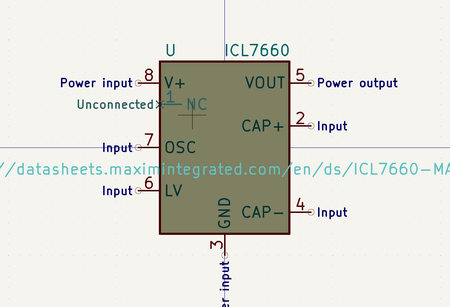 U ICL7660
Power input 8 V+ VOUT 5 Power output
Unconnected 1 NC
CAP+ 2 Input
Input 7 OSC
//datasheets.maximintegrated.com/en/ds/ICL7660-MA
Input 6 LV
CAP- 4 Input
GND
3
er input